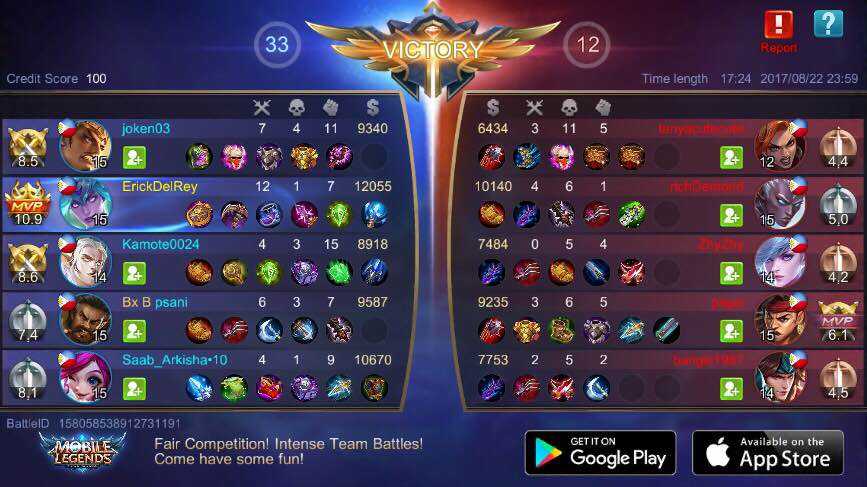 33 VICTORY 12
Report
Credit Score 100
Time length 17:24 2017/08/22 23:59
joken03 7 4 11 9340
8.5 15
6434 3 11 5 tanyacutecute
12 4,4
ErickDelRey 12 1 7 12055
MVP 10.9 15
10140 4 6 1 richDemond
15 5,0
Kamote0024 4 3 15 8918
8.6 14
7484 0 5 4 ZhyZhy
14 4.2
Bx B psani 6 3 7 9587
7,4 15
9235 3 6 5
15 MVP 6.1
Saab_Arkisha•10 4 1 9 10670
8,1 15
7753 2 5 2 bangis1987
14 4,5
BattleID 158058538912731191
MOBILE LEGENDS
Fair Competition! Intense Team Battles!
Come have some fun!
GET IT ON
Google Play
Available on the
App Store